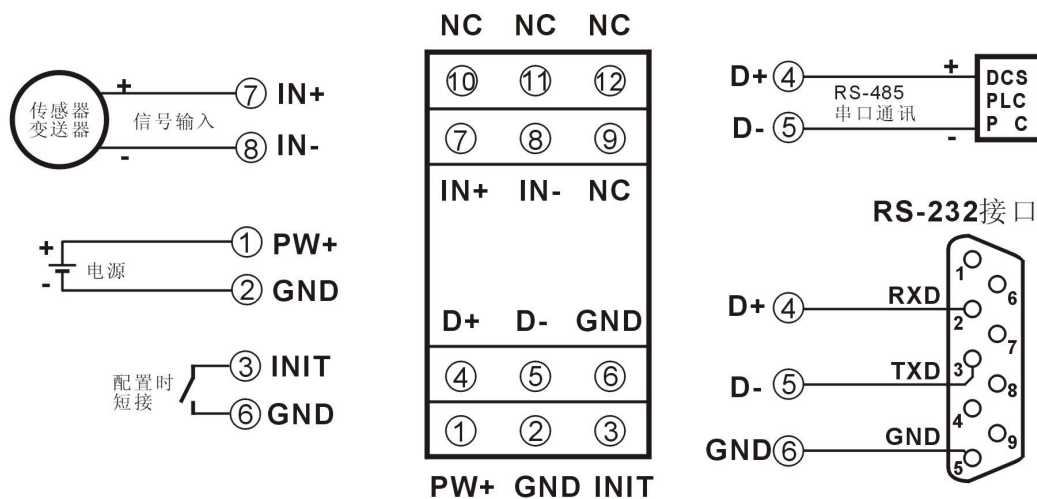 传感器
变送器
+
-
信号输入
⑦ IN+
⑧ IN-
+
-
电源
① PW+
② GND
配置时
短接
③ INIT
⑥ GND
NC NC NC
⑩ ⑪ ⑫
⑦ ⑧ ⑨
IN+ IN- NC
D+ D- GND
④ ⑤ ⑥
① ② ③
PW+ GND INIT
D+ ④
D- ⑤
+
-
RS-485
串口通讯
DCS
PLC
P C
RS-232接口
D+ ④ RXD
D- ⑤ TXD
GND ⑥ GND
1
6
2
7
3
8
4
9
5